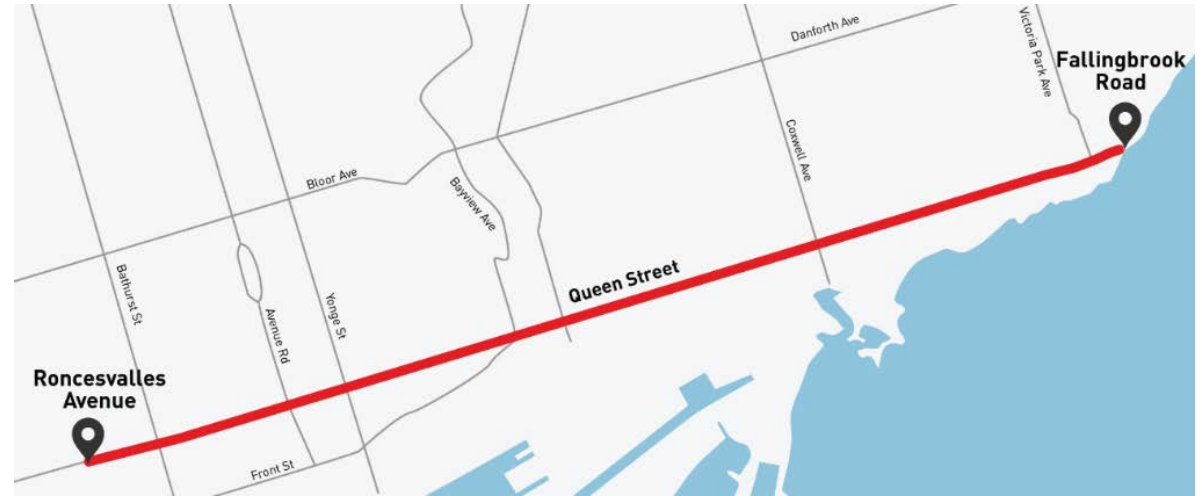 Danforth Ave
Victoria Park Ave
Fallingbrook
Road
Coxwell Ave
Bloor Ave
Bayview Ave
Queen Street
Bathurst St
Avenue Rd
Yonge St
Roncesvalles
Avenue
Front St